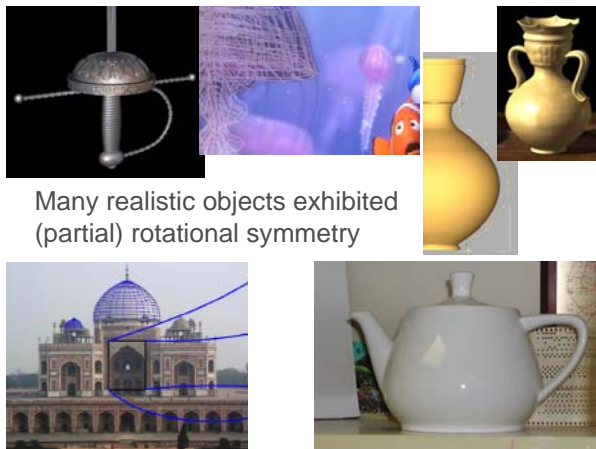 Many realistic objects exhibited
(partial) rotational symmetry